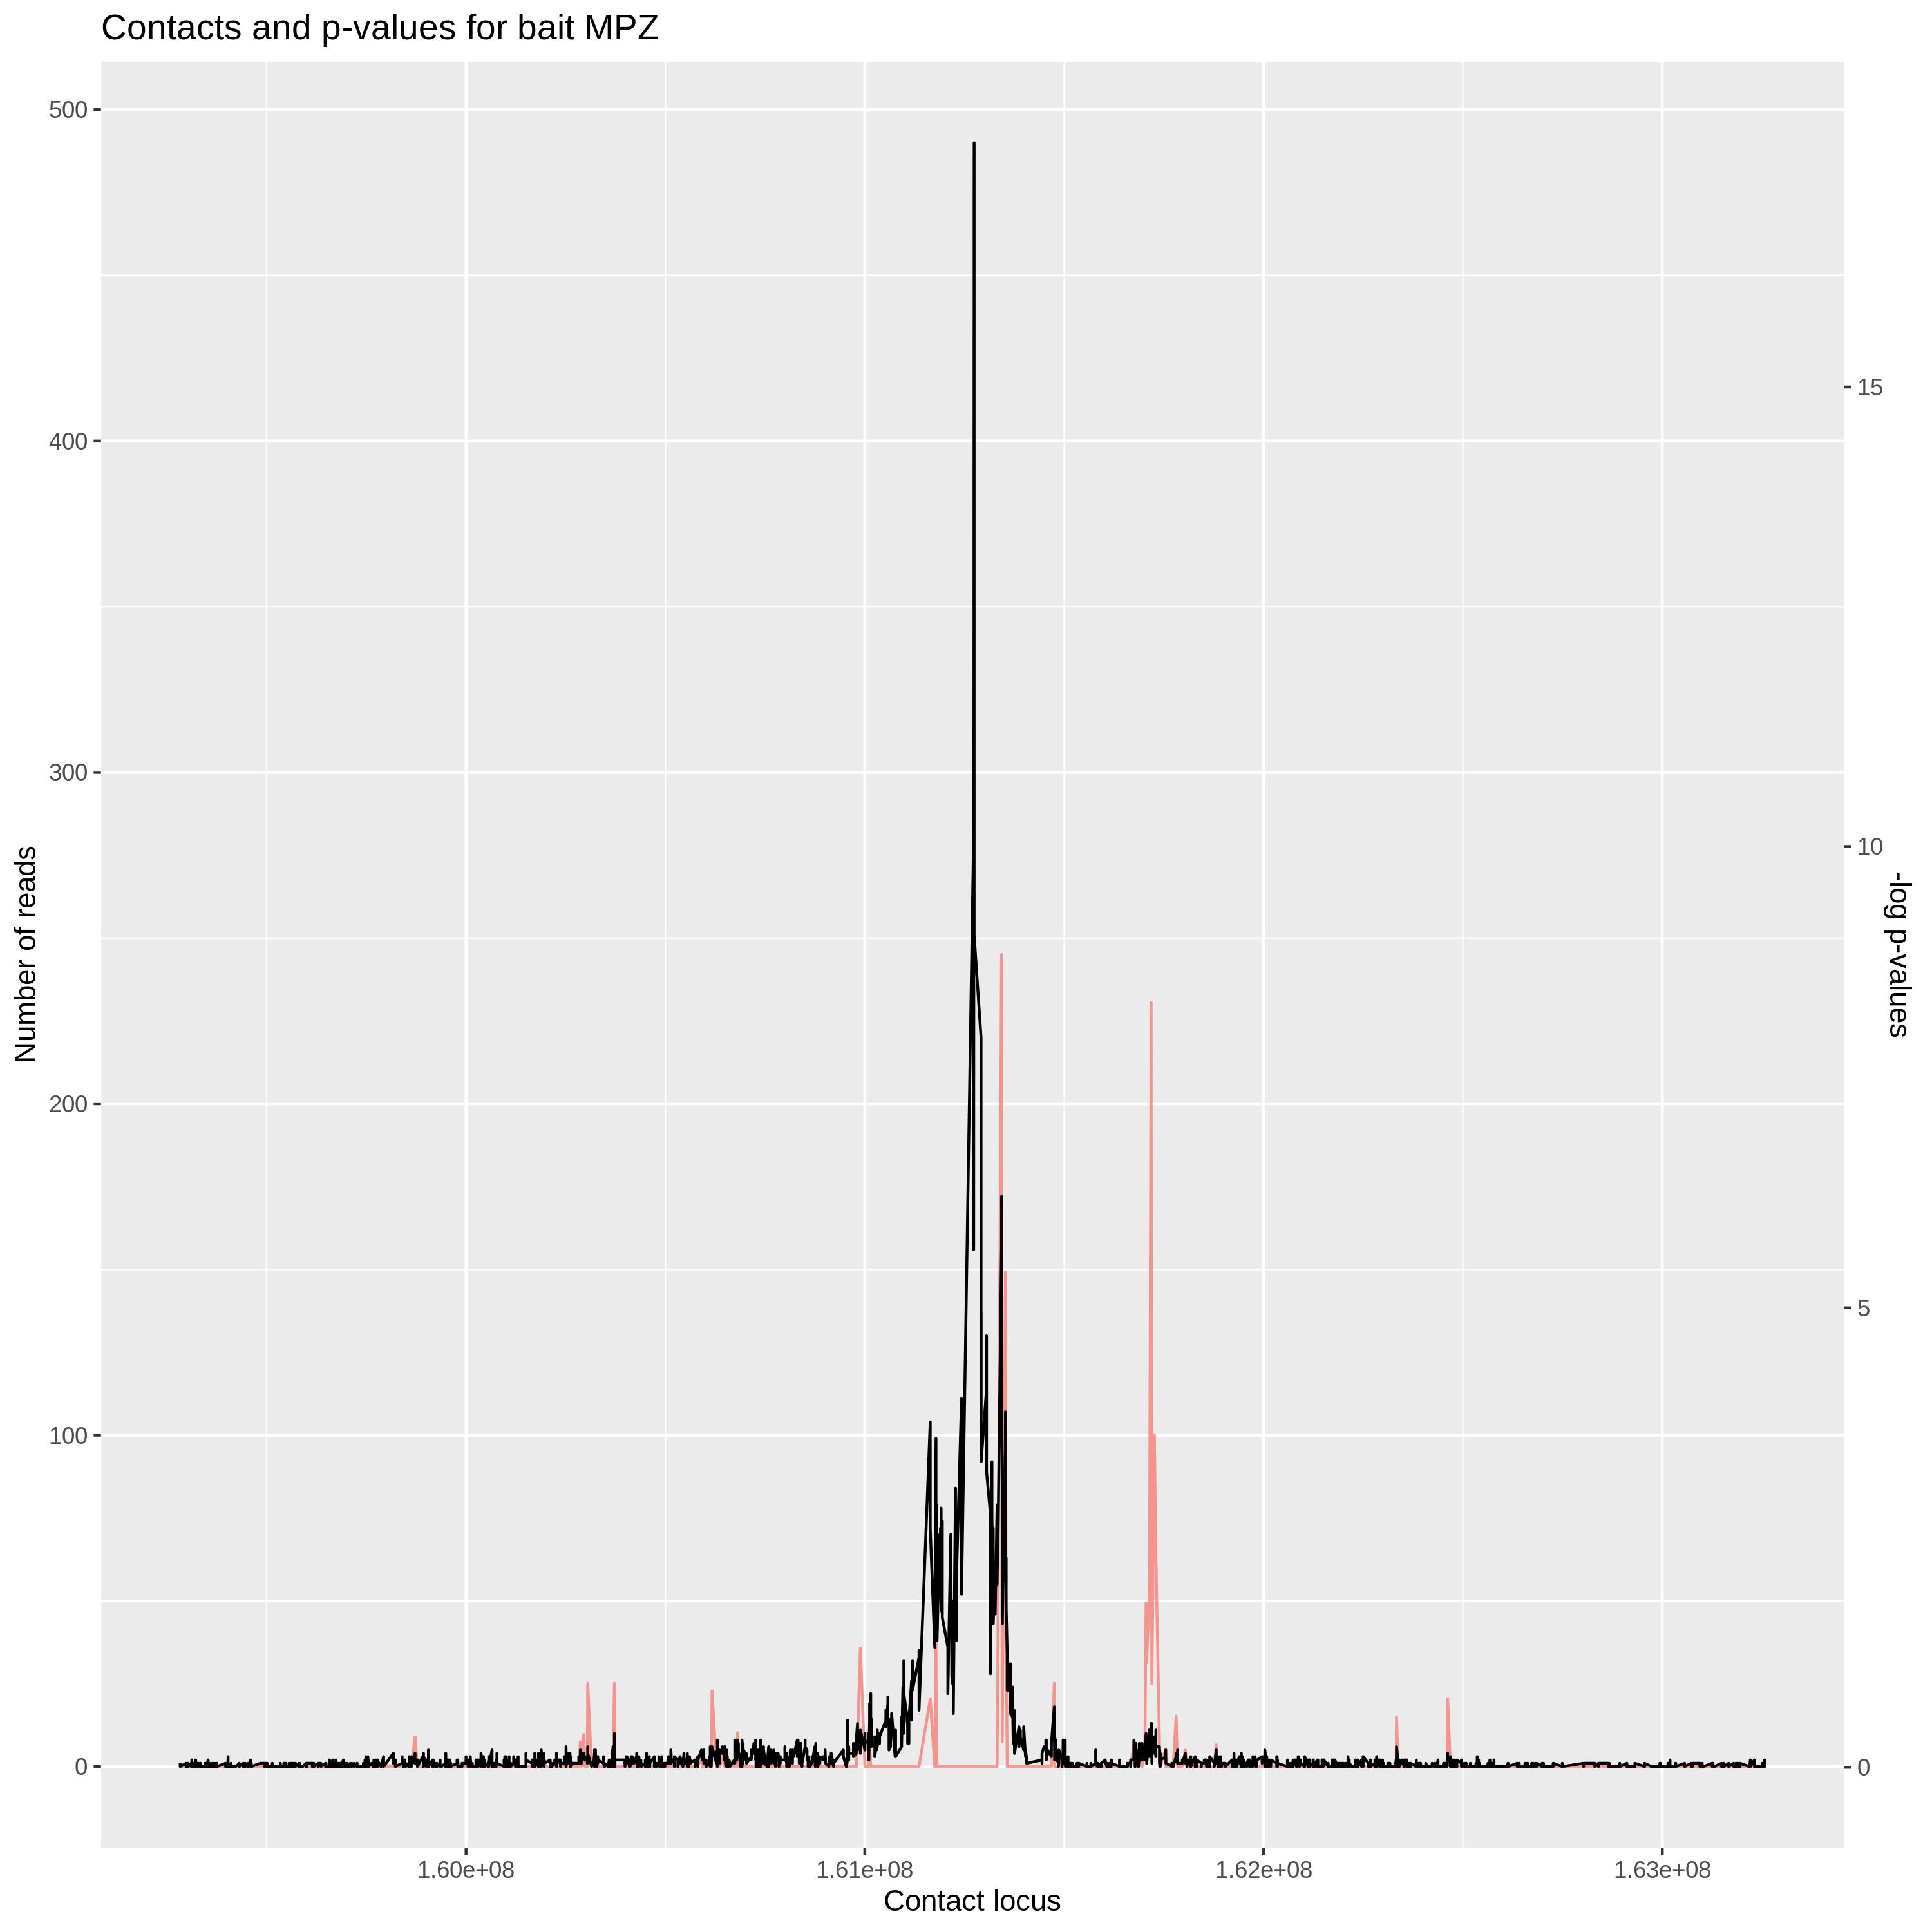 Contacts and p-values for bait MPZ
500
400
300
200
100
0
Number of reads
15
10
5
0
-log p-values
1.60e+08
1.61e+08
1.62e+08
1.63e+08
Contact locus